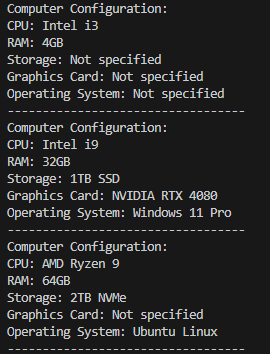 Computer Configuration:
CPU: Intel i3
RAM: 4GB
Storage: Not specified
Graphics Card: Not specified
Operating System: Not specified
---------------------------------
Computer Configuration:
CPU: Intel i9
RAM: 32GB
Storage: 1TB SSD
Graphics Card: NVIDIA RTX 4080
Operating System: Windows 11 Pro
---------------------------------
Computer Configuration:
CPU: AMD Ryzen 9
RAM: 64GB
Storage: 2TB NVMe
Graphics Card: Not specified
Operating System: Ubuntu Linux
---------------------------------